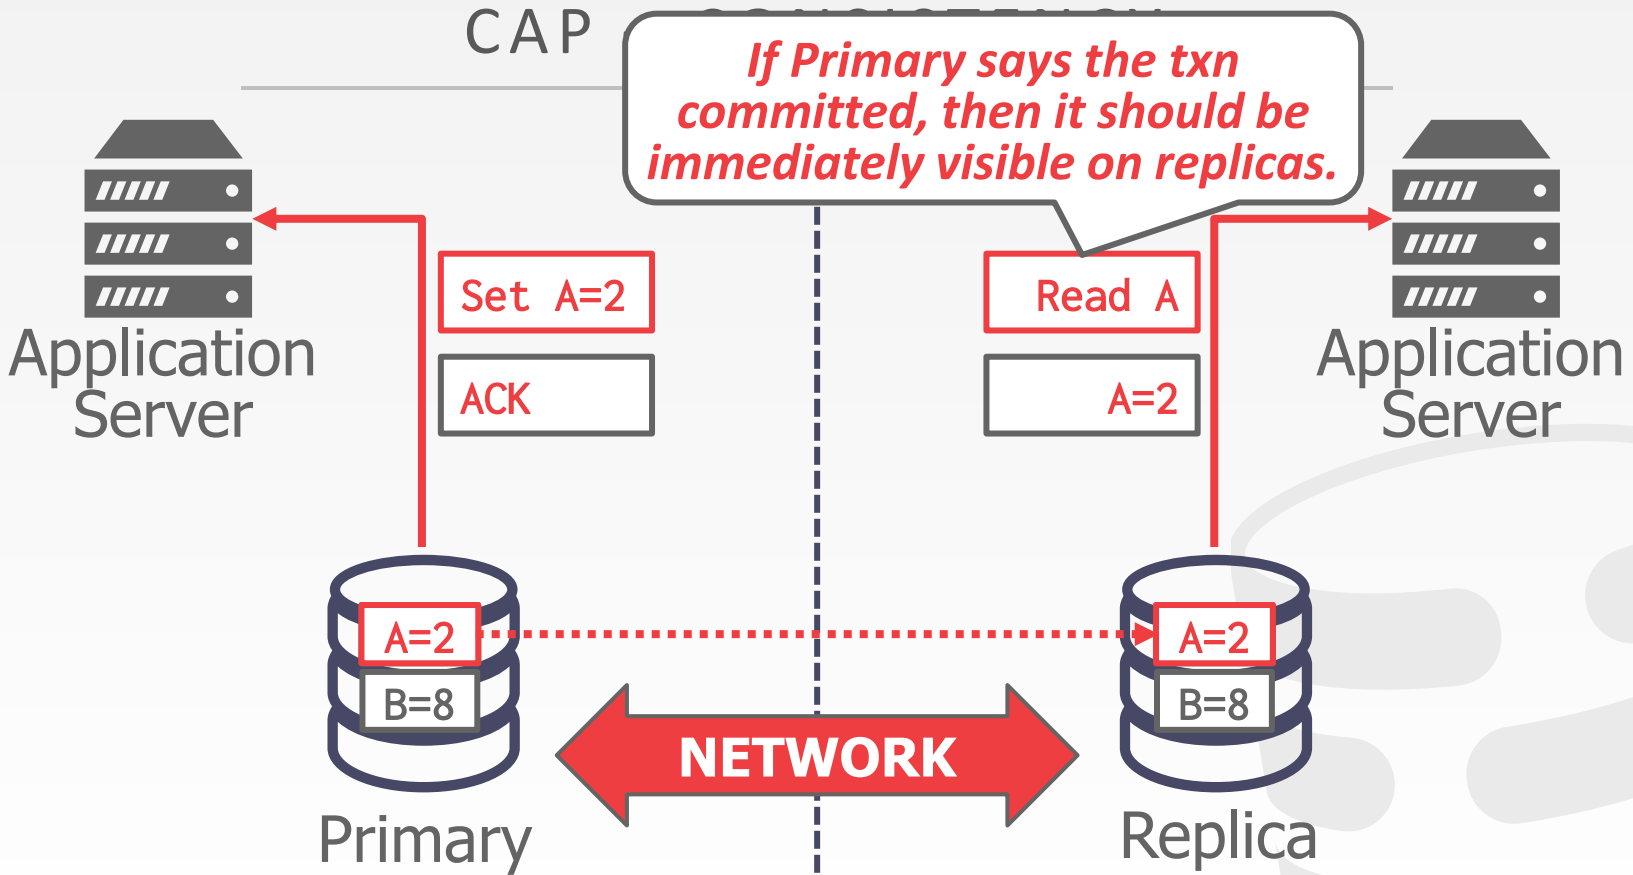 CAP
If Primary says the txn
committed, then it should be
immediately visible on replicas.
Set A=2
ACK
Read A
A=2
Application
Server
Application
Server
A=2
B=8
A=2
B=8
NETWORK
Primary
Replica